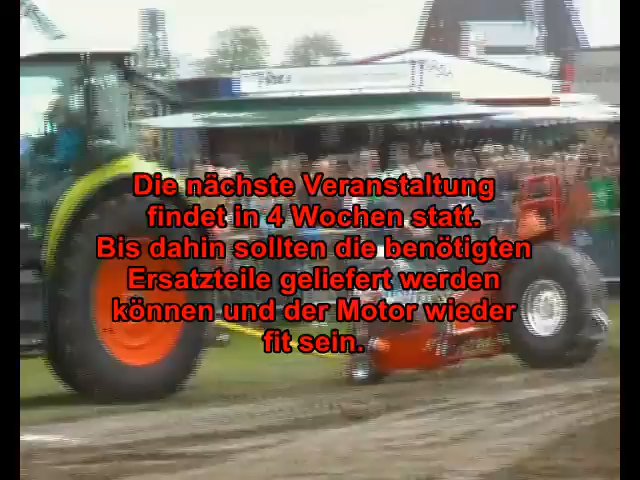 Die nächste Veranstaltung
findet in 4 Wochen statt.
Bis dahin sollten die benötigten
Ersatzteile geliefert werden
können und der Motor wieder
fit sein.